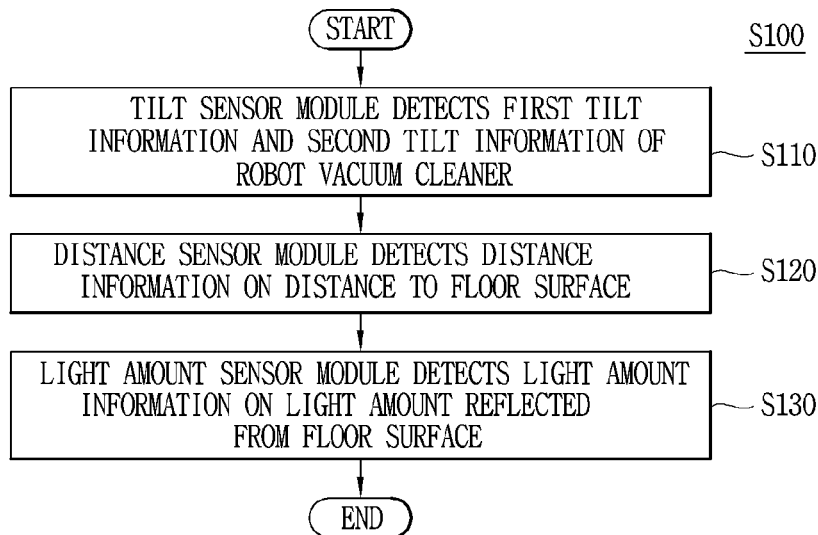 START
S100
TILT SENSOR MODULE DETECTS FIRST TILT
INFORMATION AND SECOND TILT INFORMATION OF
ROBOT VACUUM CLEANER
S110
DISTANCE SENSOR MODULE DETECTS DISTANCE
INFORMATION ON DISTANCE TO FLOOR SURFACE
S120
LIGHT AMOUNT SENSOR MODULE DETECTS LIGHT AMOUNT
INFORMATION ON LIGHT AMOUNT REFLECTED
FROM FLOOR SURFACE
S130
END